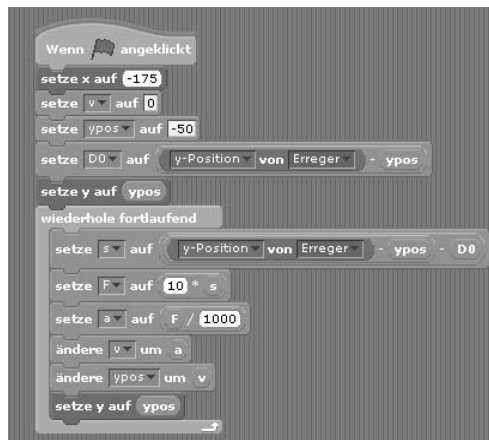 Wenn angeklickt
setze x auf -175
setze v auf 0
setze ypos auf -50
setze D0 auf y-Position von Erreger - ypos
setze y auf ypos
wiederhole fortlaufend
setze s auf y-Position von Erreger - ypos - D0
setze F auf 10 * s
setze a auf F / 1000
ändere v um a
ändere ypos um v
setze y auf ypos